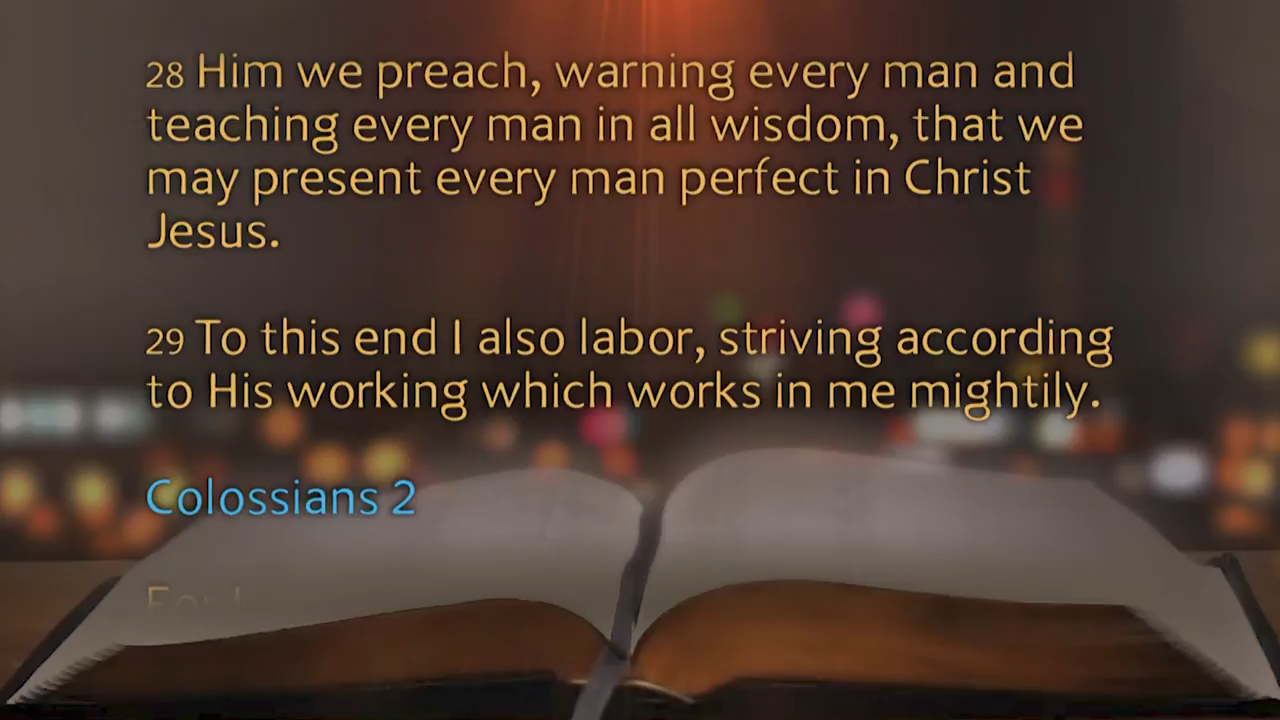 28 Him we preach, warning every man and
teaching every man in all wisdom, that we
may present every man perfect in Christ
Jesus.
29 To this end I also labor, striving according
to His working which works in me mightily.
Colossians 2
For I